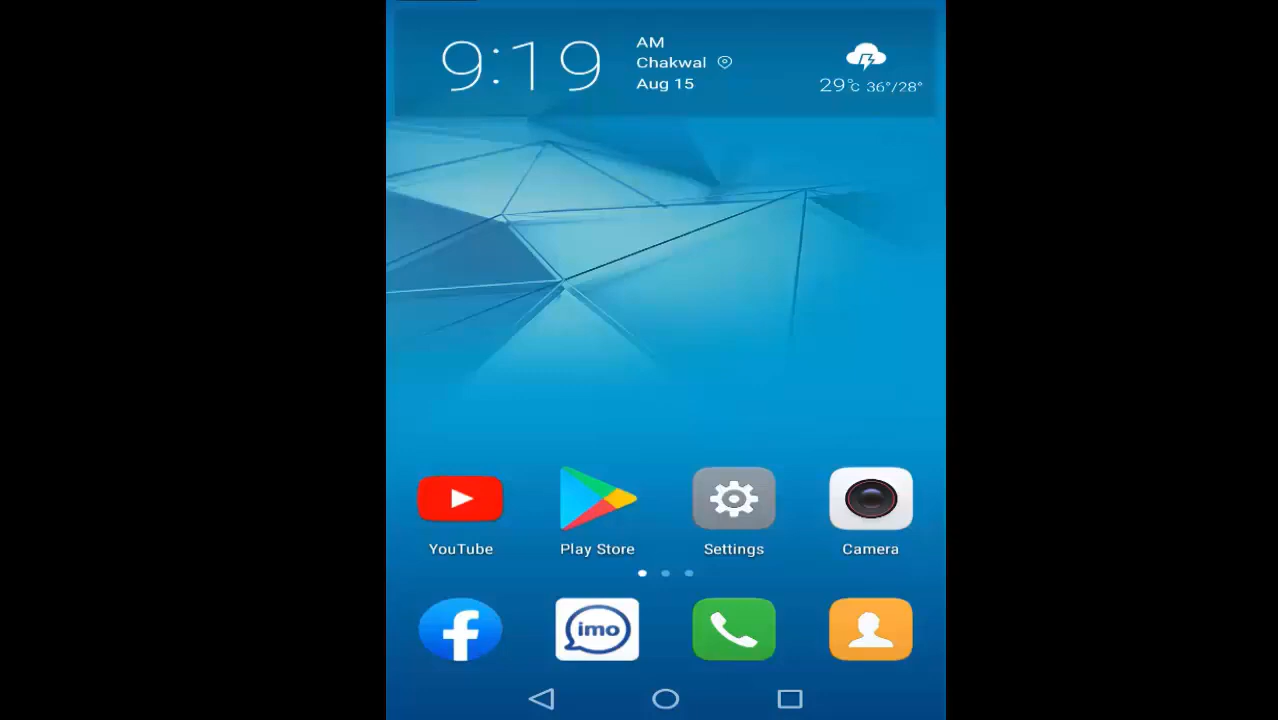 9:19
AM
Chakwal
Aug 15
29°c 36°/28°
YouTube
Play Store
Settings
Camera
imo